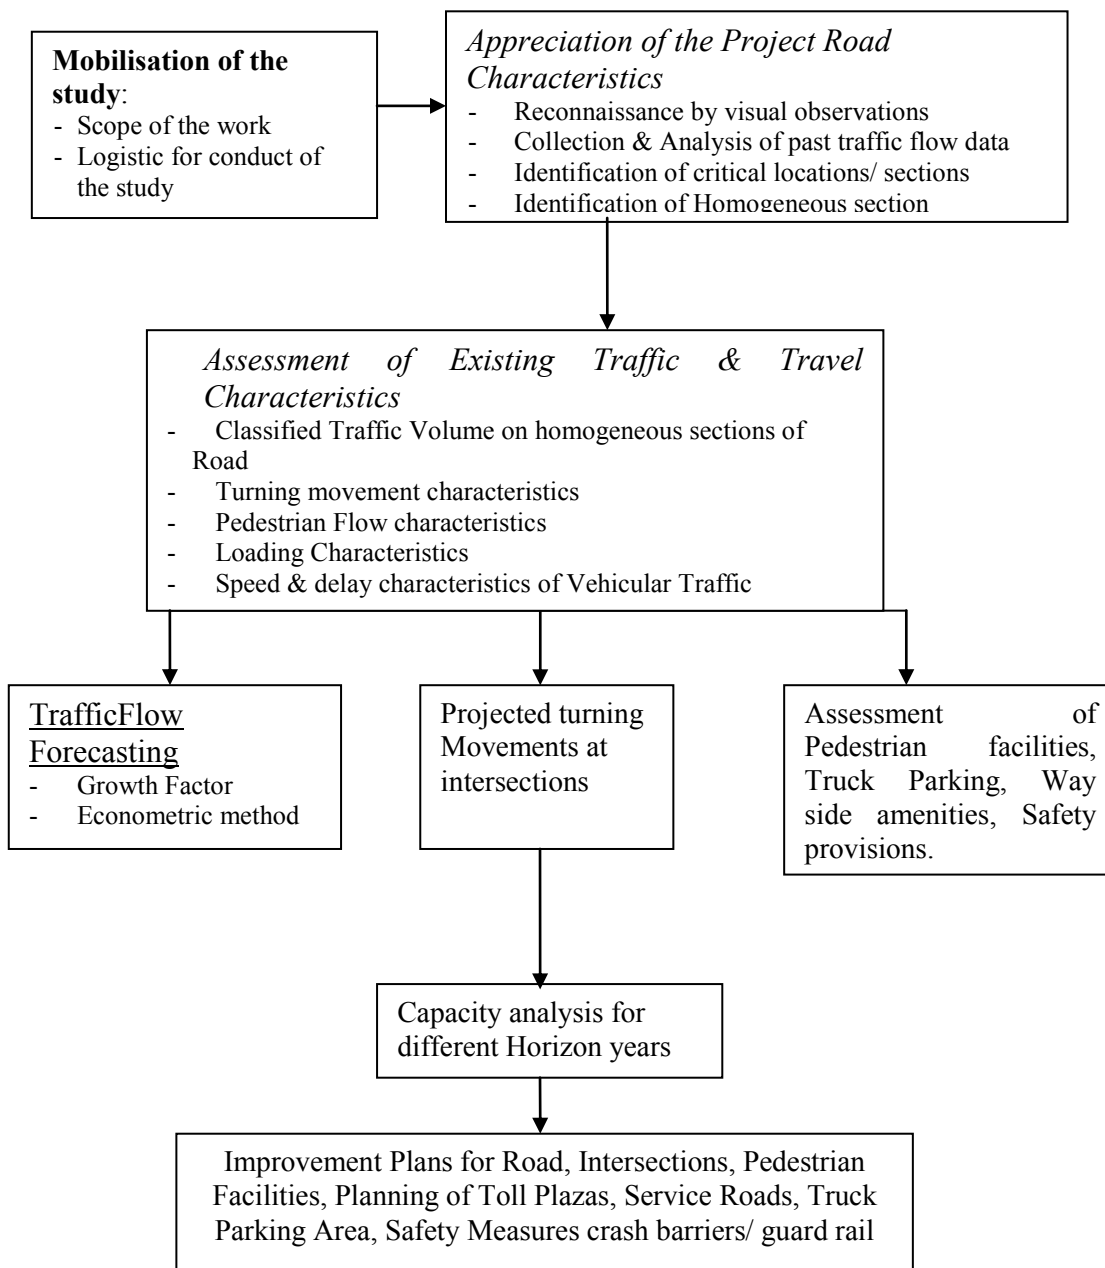 Mobilisation of the
study:
- Scope of the work
- Logistic for conduct of
the study
Appreciation of the Project Road
Characteristics
- Reconnaissance by visual observations
- Collection & Analysis of past traffic flow data
- Identification of critical locations/ sections
- Identification of Homogeneous section
Assessment of Existing Traffic & Travel
Characteristics
- Classified Traffic Volume on homogeneous sections of
Road
- Turning movement characteristics
- Pedestrian Flow characteristics
- Loading Characteristics
- Speed & delay characteristics of Vehicular Traffic
TrafficFlow
Forecasting
- Growth Factor
- Econometric method
Projected turning
Movements at
intersections
Assessment of
Pedestrian facilities,
Truck Parking, Way
side amenities, Safety
provisions.
Capacity analysis for
different Horizon years
Improvement Plans for Road, Intersections, Pedestrian
Facilities, Planning of Toll Plazas, Service Roads, Truck
Parking Area, Safety Measures crash barriers/ guard rail